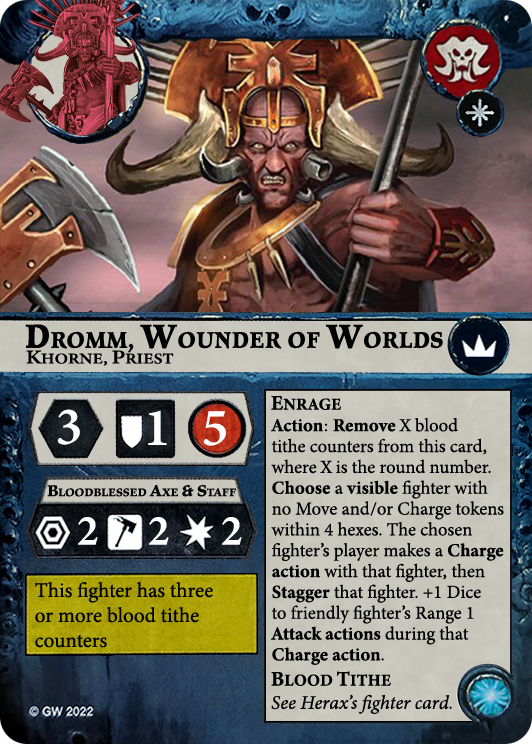 Dromm, Wounder of Worlds
Khorne, Priest
3 1 5
Bloodblessed Axe & Staff
2 2 2
This fighter has three
or more blood tithe
counters
Enrage
Action: Remove X blood
tithe counters from this card,
where X is the round number.
Choose a visible fighter with
no Move and/or Charge tokens
within 4 hexes. The chosen
fighter's player makes a Charge
action with that fighter, then
Stagger that fighter. +1 Dice
to friendly fighter's Range 1
Attack actions during that
Charge action.
Blood Tithe
See Herax's fighter card.
© GW 2022